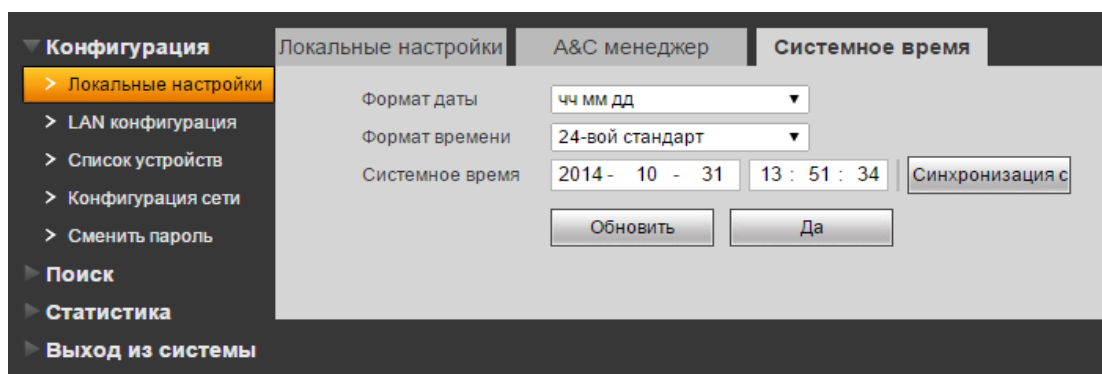 Конфигурация
Локальные настройки
LAN конфигурация
Список устройств
Конфигурация сети
Сменить пароль
Поиск
Статистика
Выход из системы
Локальные настройки A&C менеджер Системное время
Формат даты чч мм дд
Формат времени 24-вой стандарт
Системное время 2014 - 10 - 31 13 : 51 : 34 Синхронизация с
Обновить Да